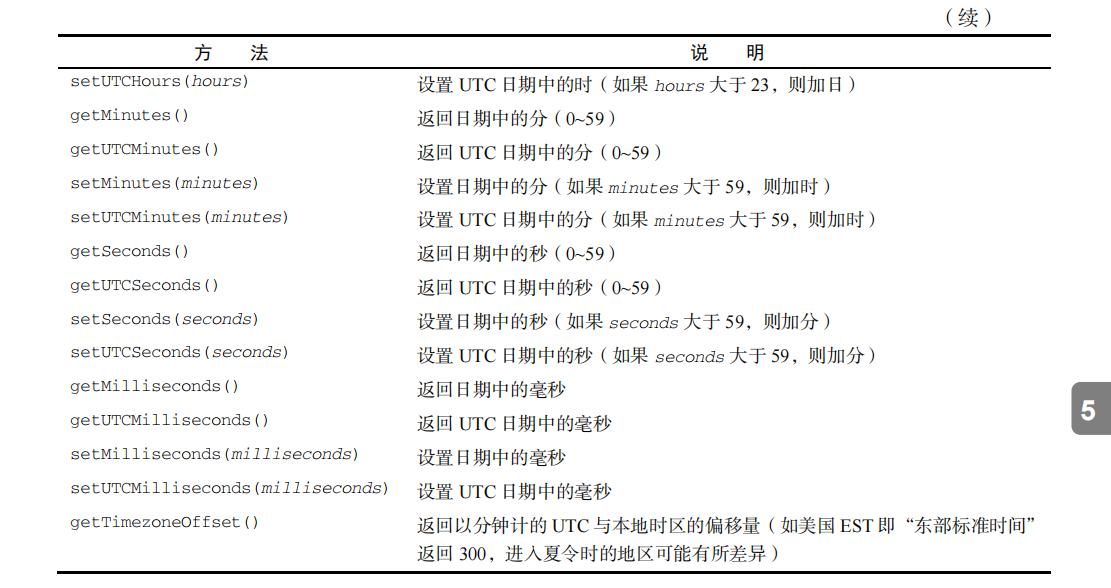 （续）
方 法 说 明
setUTCHours(hours) 设置 UTC 日期中的时（如果 hours 大于 23，则加日）
getMinutes() 返回日期中的分（0~59）
getUTCMinutes() 返回 UTC 日期中的分（0~59）
setMinutes(minutes) 设置日期中的分（如果 minutes 大于 59，则加时）
setUTCMinutes(minutes) 设置 UTC 日期中的分（如果 minutes 大于 59，则加时）
getSeconds() 返回日期中的秒（0~59）
getUTCSeconds() 返回 UTC 日期中的秒（0~59）
setSeconds(seconds) 设置日期中的秒（如果 seconds 大于 59，则加分）
setUTCSeconds(seconds) 设置 UTC 日期中的秒（如果 seconds 大于 59，则加分）
getMilliseconds() 返回日期中的毫秒
getUTCMilliseconds() 返回 UTC 日期中的毫秒
setMilliseconds(milliseconds) 设置日期中的毫秒
setUTCMilliseconds(milliseconds) 设置 UTC 日期中的毫秒
getTimezoneOffset() 返回以分钟计的 UTC 与本地时区的偏移量（如美国 EST 即“东部标准时间”
返回 300，进入夏令时的地区可能有所差异）
5